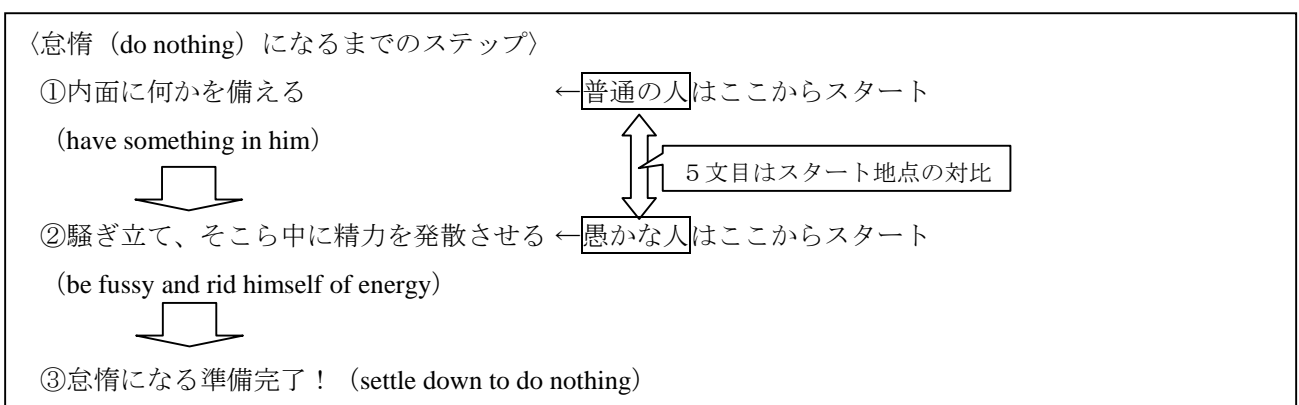 〈怠惰（do nothing）になるまでのステップ〉
①内面に何かを備える ←普通の人はここからスタート
（have something in him）
５文目はスタート地点の対比
②騒ぎ立て、そこら中に精力を発散させる ←愚かな人はここからスタート
（be fussy and rid himself of energy）
③怠惰になる準備完了！（settle down to do nothing）